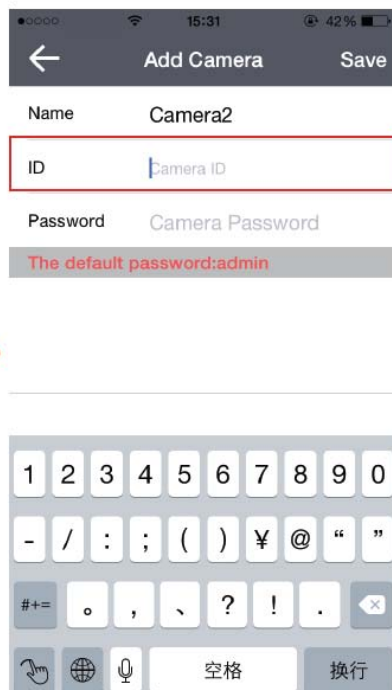 15:31 42%
Add Camera Save
Name Camera2
ID Camera ID
Password Camera Password
The default password:admin
1 2 3 4 5 6 7 8 9 0
- / : ; ( ) ¥ @ “ ”
#+= 。 , 、 ? ! .
空格 换行